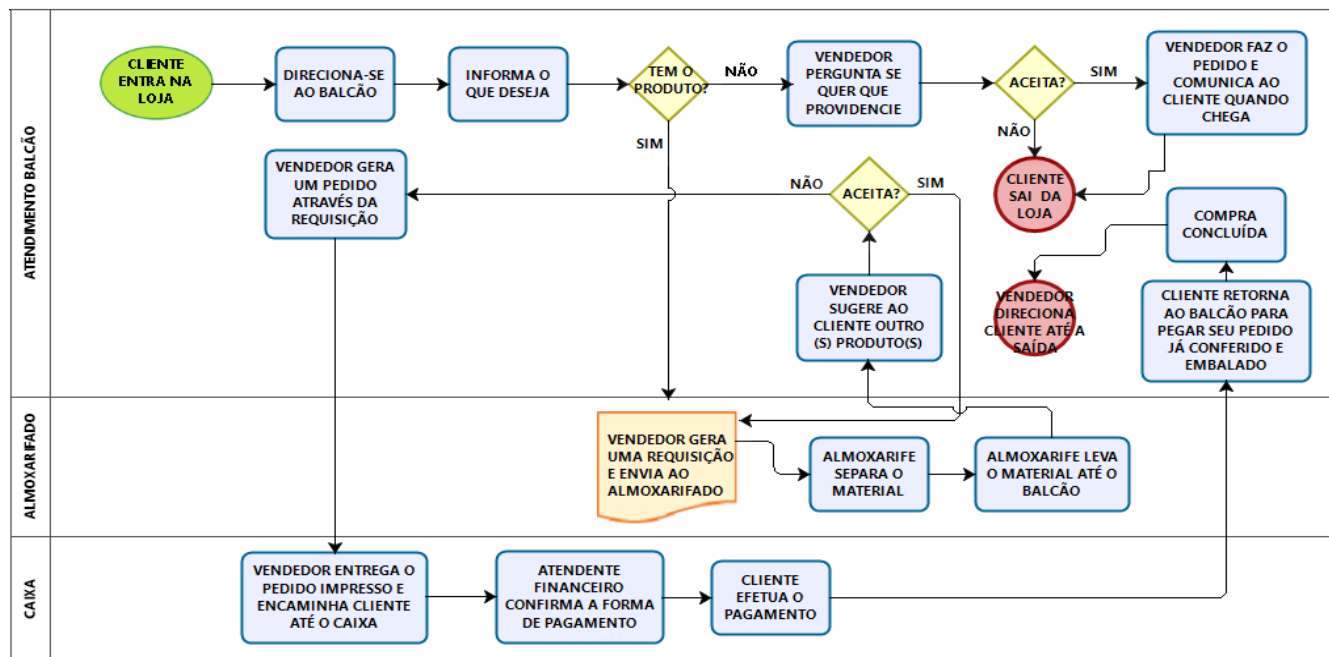 ATENDIMENTO BALCÃO
CLIENTE
ENTRA NA
LOJA
DIRECIONA-SE
AO BALCÃO
INFORMA O
QUE DESEJA
TEM O
PRODUTO?
NÃO
SIM
VENDEDOR
PERGUNTA SE
QUER QUE
PROVIDENCIE
ACEITA?
SIM
NÃO
VENDEDOR FAZ O
PEDIDO E
COMUNICA AO
CLIENTE QUANDO
CHEGA
CLIENTE
SAI DA
LOJA
VENDEDOR GERA
UM PEDIDO
ATRAVÉS DA
REQUISIÇÃO
NÃO
ACEITA?
SIM
COMPRA
CONCLUÍDA
VENDEDOR
SUGERE AO
CLIENTE OUTRO
(S) PRODUTO(S)
VENDEDOR
DIRECIONA
CLIENTE ATÉ A
SAÍDA
CLIENTE RETORNA
AO BALCÃO PARA
PEGAR SEU PEDIDO
JÁ CONFERIDO E
EMBALADO
ALMOXARIFADO
VENDEDOR GERA
UMA REQUISIÇÃO
E ENVIA AO
ALMOXARIFADO
ALMOXARIFE
SEPARA O
MATERIAL
ALMOXARIFE LEVA
O MATERIAL ATÉ O
BALCÃO
CAIXA
VENDEDOR ENTREGA O
PEDIDO IMPRESSO E
ENCAMINHA CLIENTE
ATÉ O CAIXA
ATENDENTE
FINANCEIRO
CONFIRMA A FORMA
DE PAGAMENTO
CLIENTE
EFETUA O
PAGAMENTO